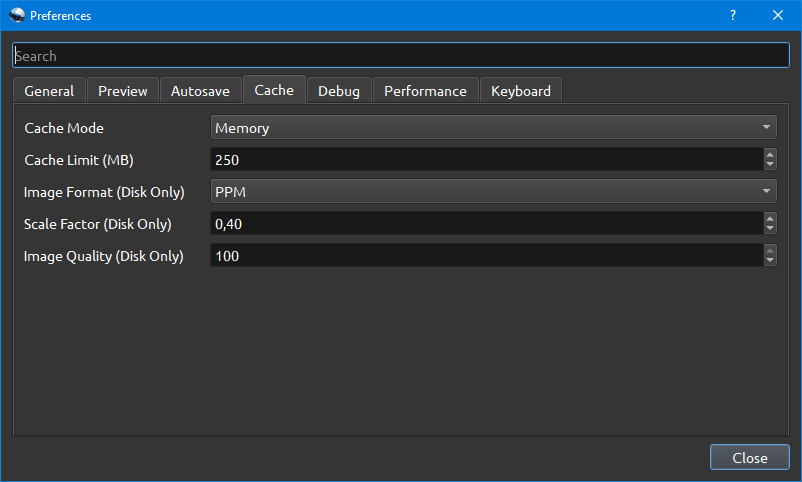 Preferences
?
Search
General Preview Autosave Cache Debug Performance Keyboard
Cache Mode Memory
Cache Limit (MB) 250
Image Format (Disk Only) PPM
Scale Factor (Disk Only) 0,40
Image Quality (Disk Only) 100
Close